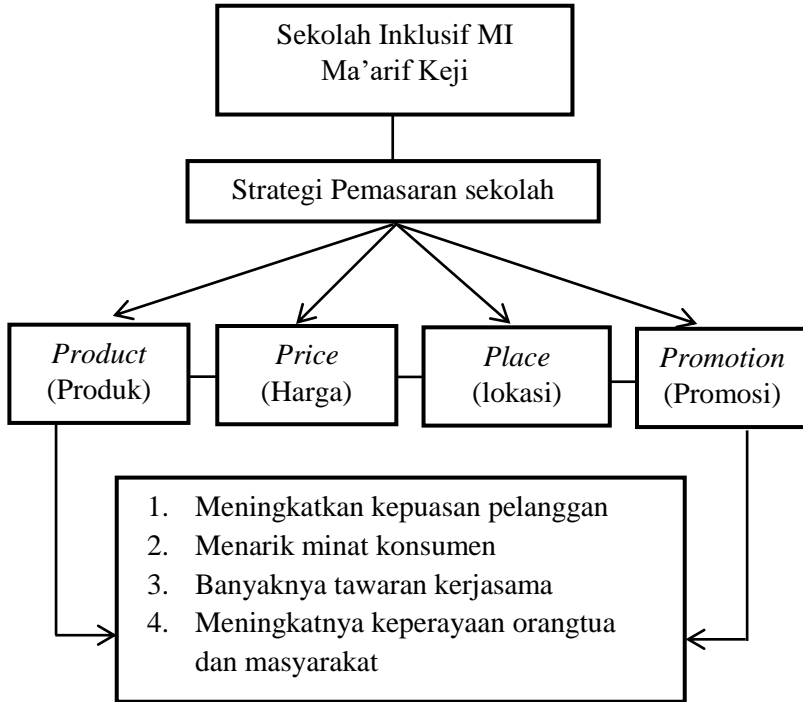 Sekolah Inklusif MI
Ma’arif Keji
Strategi Pemasaran sekolah
Product
(Produk)
Price
(Harga)
Place
(lokasi)
Promotion
(Promosi)
1. Meningkatkan kepuasan pelanggan
2. Menarik minat konsumen
3. Banyaknya tawaran kerjasama
4. Meningkatnya keperayaan orangtua
dan masyarakat